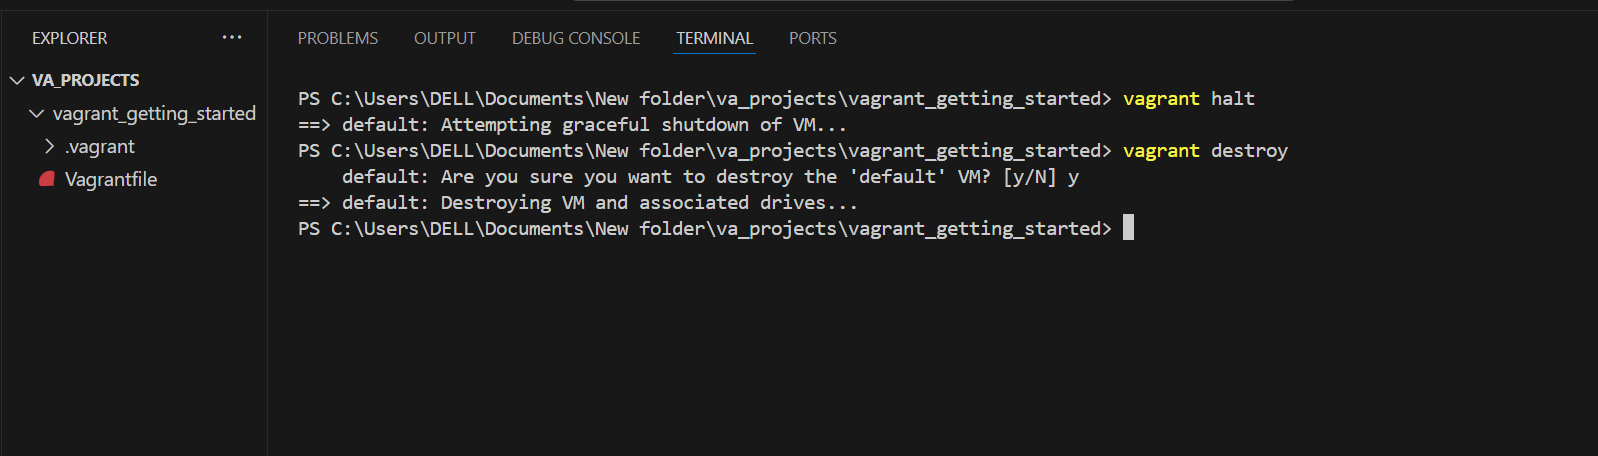 EXPLORER ...
VA_PROJECTS
vagrant_getting_started
.vagrant
Vagrantfile
PROBLEMS OUTPUT DEBUG CONSOLE TERMINAL PORTS
PS C:\Users\DELL\Documents\New folder\va_projects\vagrant_getting_started> vagrant halt
==> default: Attempting graceful shutdown of VM...
PS C:\Users\DELL\Documents\New folder\va_projects\vagrant_getting_started> vagrant destroy
    default: Are you sure you want to destroy the 'default' VM? [y/N] y
==> default: Destroying VM and associated drives...
PS C:\Users\DELL\Documents\New folder\va_projects\vagrant_getting_started>